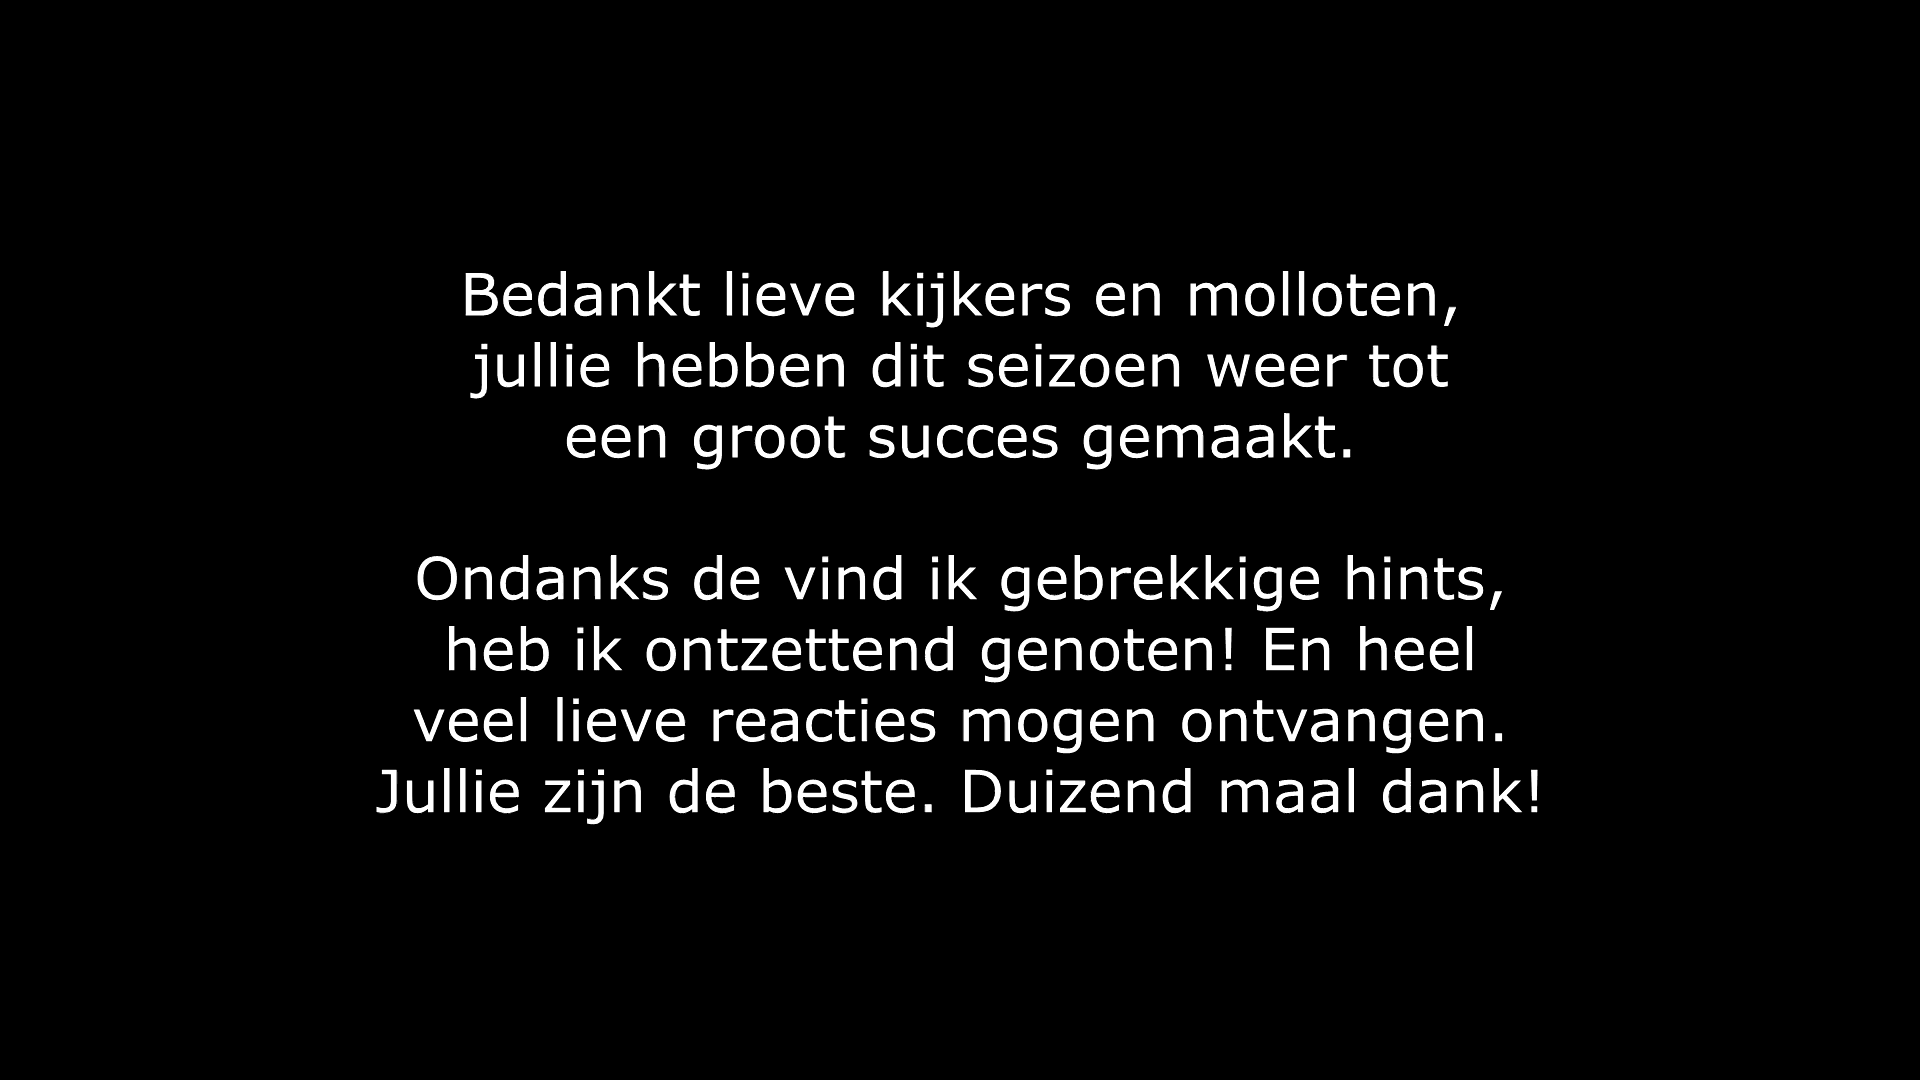 Bedankt lieve kijkers en molloten,
jullie hebben dit seizoen weer tot
een groot succes gemaakt.
Ondanks de vind ik gebrekkige hints,
heb ik ontzettend genoten! En heel
veel lieve reacties mogen ontvangen.
Jullie zijn de beste. Duizend maal dank!